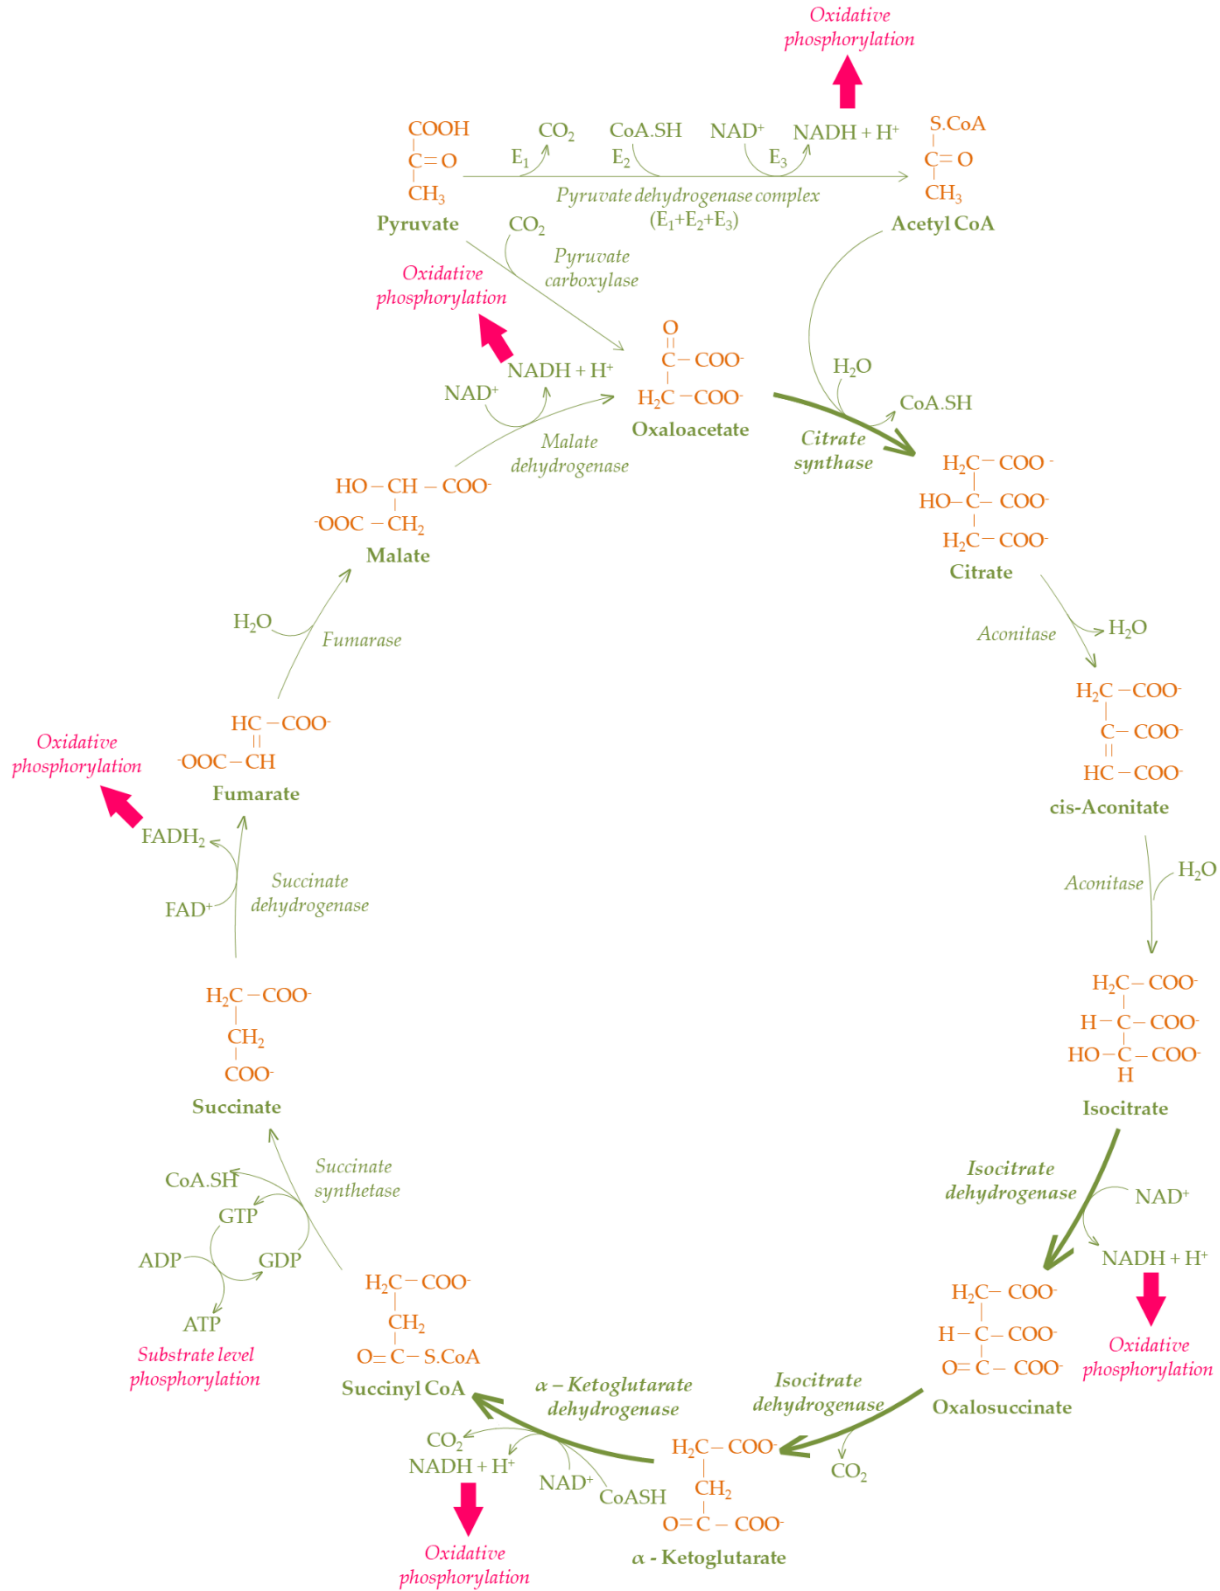 Oxidative
phosphorylation
COOH
C=O
CH₃
Pyruvate
CO₂
CoA.SH
NAD⁺
NADH + H⁺
E₁
E₂
E₃
Pyruvate dehydrogenase complex
(E₁+E₂+E₃)
S.CoA
C=O
CH₃
Acetyl CoA
CO₂
Pyruvate
carboxylase
Oxidative
phosphorylation
NADH + H⁺
NAD⁺
Malate
dehydrogenase
O
C – COO⁻
H₂C – COO⁻
Oxaloacetate
H₂O
CoA.SH
Citrate
synthase
H₂C – COO⁻
HO – C – COO⁻
H₂C – COO⁻
Citrate
Aconitase
H₂O
H₂C – COO⁻
C – COO⁻
HC – COO⁻
cis-Aconitate
Aconitase
H₂O
H₂C – COO⁻
H – C – COO⁻
HO – C – COO⁻
H
Isocitrate
Isocitrate
dehydrogenase
NAD⁺
NADH + H⁺
Oxidative
phosphorylation
H₂C – COO⁻
H – C – COO⁻
O=C – COO⁻
Oxalosuccinate
Isocitrate
dehydrogenase
CO₂
H₂C – COO⁻
CH₂
O=C – COO⁻
α - Ketoglutarate
α – Ketoglutarate
dehydrogenase
CoASH
NAD⁺
CO₂
NADH + H⁺
Oxidative
phosphorylation
H₂C – COO⁻
CH₂
O=C – S.CoA
Succinyl CoA
Succinate
synthetase
CoA.SH
GTP
GDP
ADP
ATP
Substrate level
phosphorylation
H₂C – COO⁻
CH₂
COO⁻
Succinate
Succinate
dehydrogenase
FAD⁺
FADH₂
Oxidative
phosphorylation
HC – COO⁻
⁻OOC – CH
Fumarate
H₂O
Fumarase
HO – CH – COO⁻
⁻OOC – CH₂
Malate